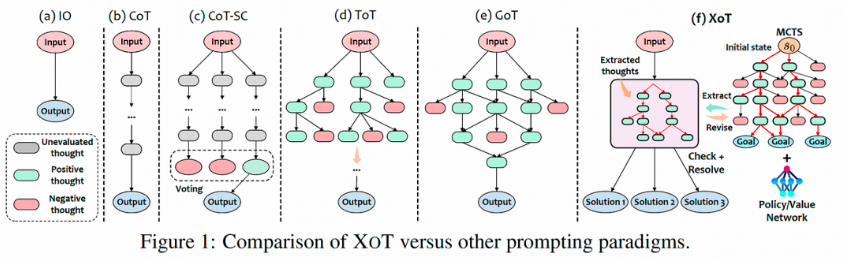 (a) IO
Input
Output
Unevaluated
thought
Positive
thought
Negative
thought
(b) CoT
Input
...
Output
(c) CoT-SC
Input
... ... ...
Voting
Output
(d) ToT
Input
...
Output
(e) GoT
Input
Output
(f) XoT
Input
Extracted
thoughts
Solution 1 Solution 2 Solution 3
Check +
Resolve
MCTS
Initial state
s0
Extract
Revise
Goal Goal Goal
+
Policy/Value
Network
Figure 1: Comparison of XOT versus other prompting paradigms.